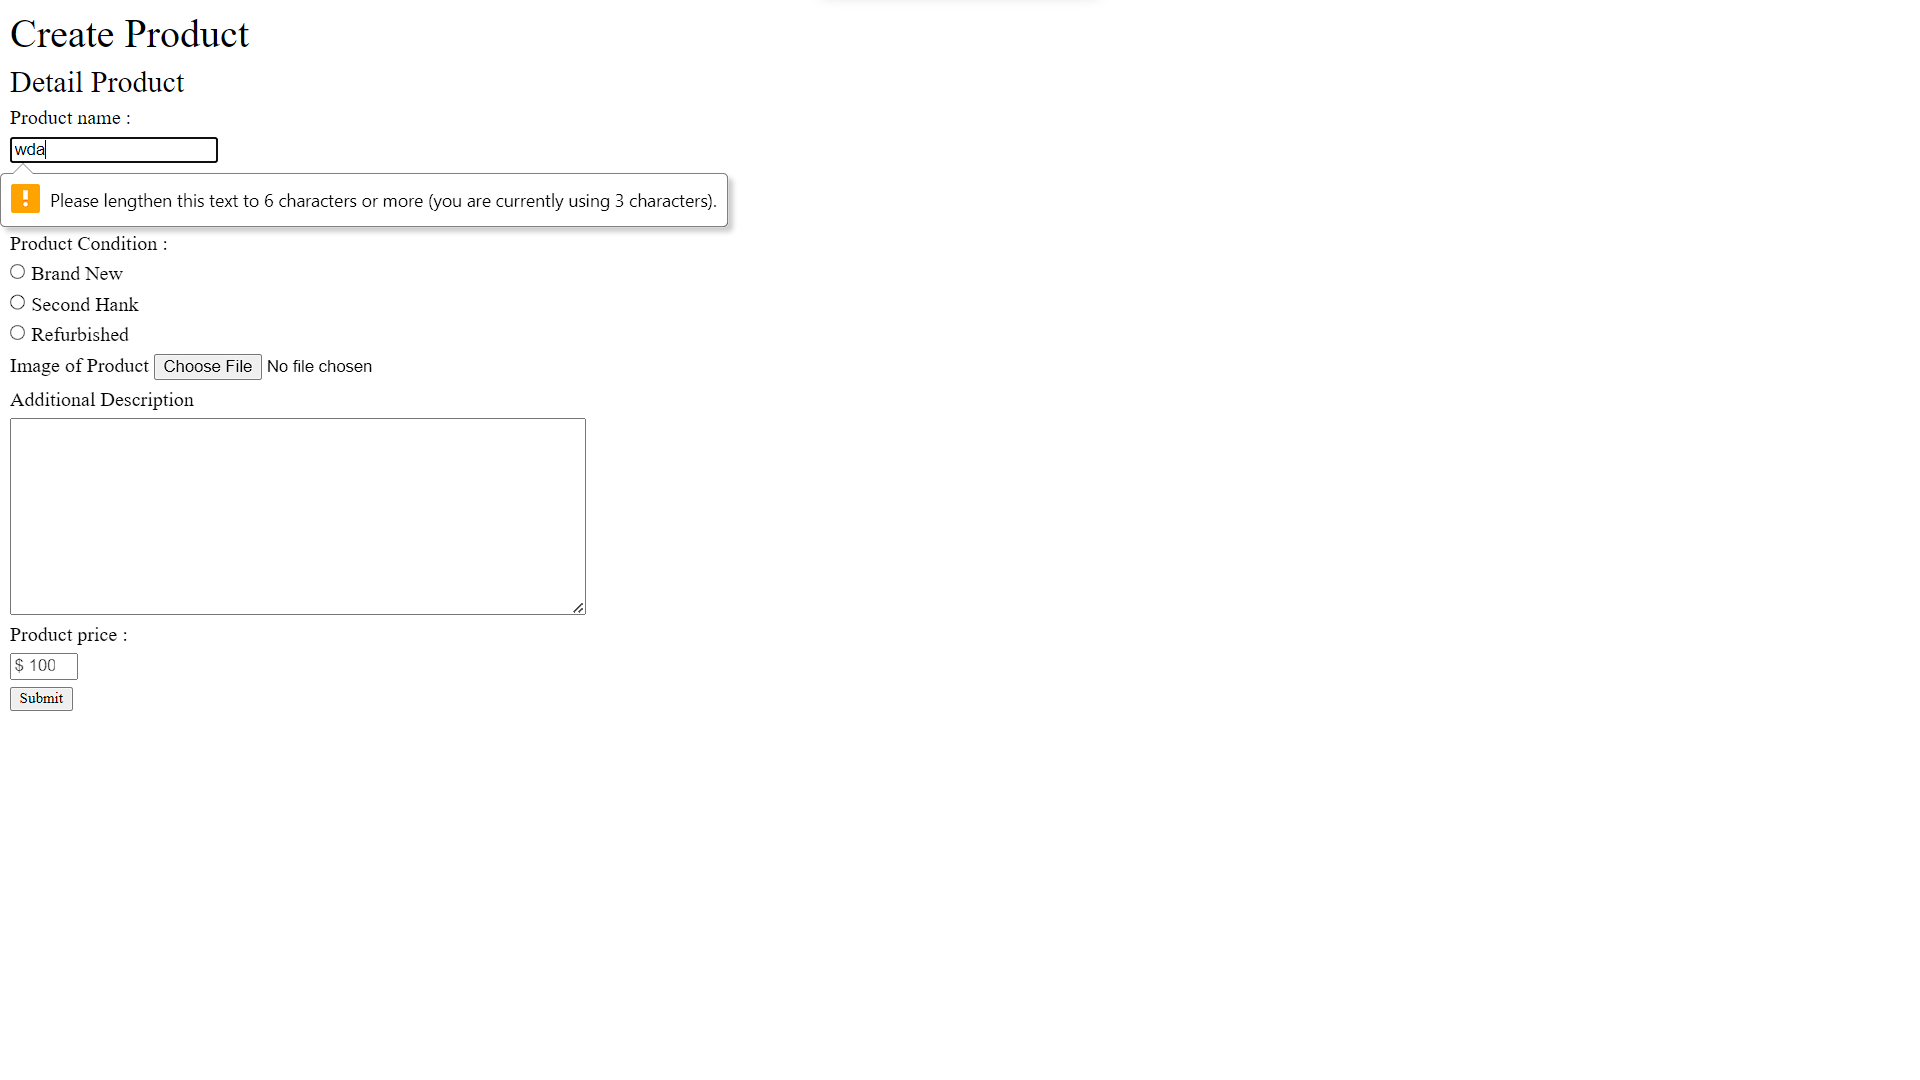 Create Product
Detail Product
Product name :
wda
Please lengthen this text to 6 characters or more (you are currently using 3 characters).
Product Condition :
Brand New
Second Hank
Refurbished
Image of Product Choose File No file chosen
Additional Description
Product price :
$ 100
Submit